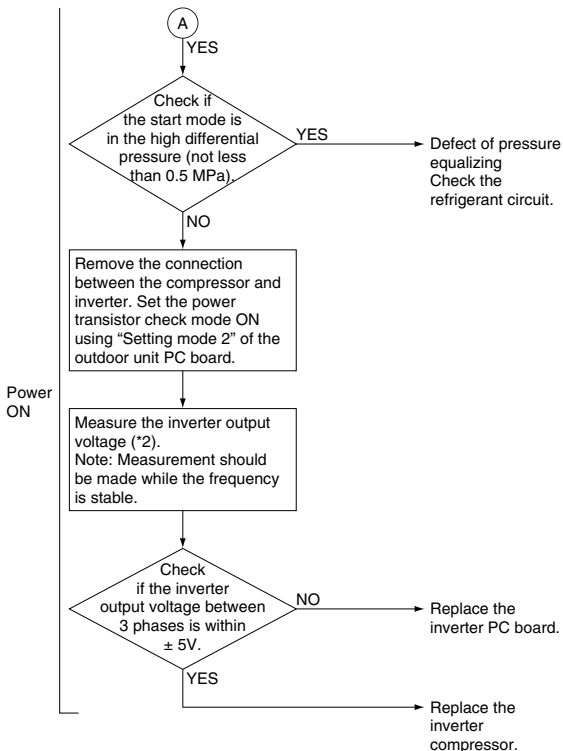 A
YES
Check if
the start mode is
in the high differential
pressure (not less
than 0.5 MPa).
YES
Defect of pressure
equalizing
Check the
refrigerant circuit.
NO
Remove the connection
between the compressor and
inverter. Set the power
transistor check mode ON
using “Setting mode 2” of the
outdoor unit PC board.
Power
ON
Measure the inverter output
voltage (*2).
Note: Measurement should
be made while the frequency
is stable.
Check
if the inverter
output voltage between
3 phases is within
± 5V.
NO
Replace the
inverter PC board.
YES
Replace the
inverter
compressor.